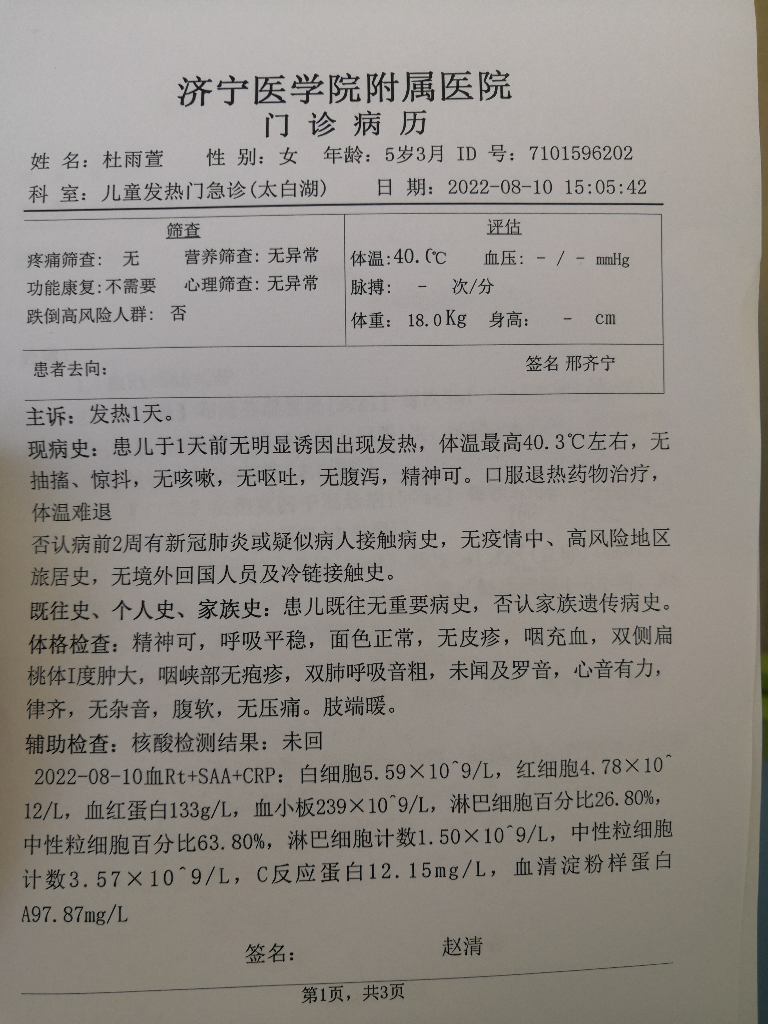 济宁医学院附属医院
门 诊 病 历
姓 名：杜雨萱 性 别：女 年龄：5岁3月 ID 号：7101596202
科 室：儿童发热门急诊(太白湖) 日 期：2022-08-10 15:05:42
筛查 评估
疼痛筛查: 无 营养筛查: 无异常 体温:40.(℃ 血压: - / - mmHg
功能康复:不需要 心理筛查: 无异常 脉搏: - 次/分
跌倒高风险人群: 否 体重: 18.0Kg 身高: - cm
患者去向: 签名 邢齐宁
主诉：发热1天。
现病史：患儿于1天前无明显诱因出现发热，体温最高40.3℃左右，无
抽搐、惊抖，无咳嗽，无呕吐，无腹泻，精神可。口服退热药物治疗，
体温难退
否认病前2周有新冠肺炎或疑似病人接触病史，无疫情中、高风险地区
旅居史，无境外回国人员及冷链接触史。
既往史、个人史、家族史：患儿既往无重要病史，否认家族遗传病史。
体格检查：精神可，呼吸平稳，面色正常，无皮疹，咽充血，双侧扁
桃体I度肿大，咽峡部无疱疹，双肺呼吸音粗，未闻及罗音，心音有力，
律齐，无杂音，腹软，无压痛。肢端暖。
辅助检查：核酸检测结果：未回
2022-08-10血Rt+SAA+CRP：白细胞5.59×10^9/L，红细胞4.78×10^
12/L，血红蛋白133g/L，血小板239×10^9/L，淋巴细胞百分比26.80%，
中性粒细胞百分比63.80%，淋巴细胞计数1.50×10^9/L，中性粒细胞
计数3.57×10^9/L，C反应蛋白12.15mg/L，血清淀粉样蛋白
A97.87mg/L
签名： 赵清
第1页，共3页